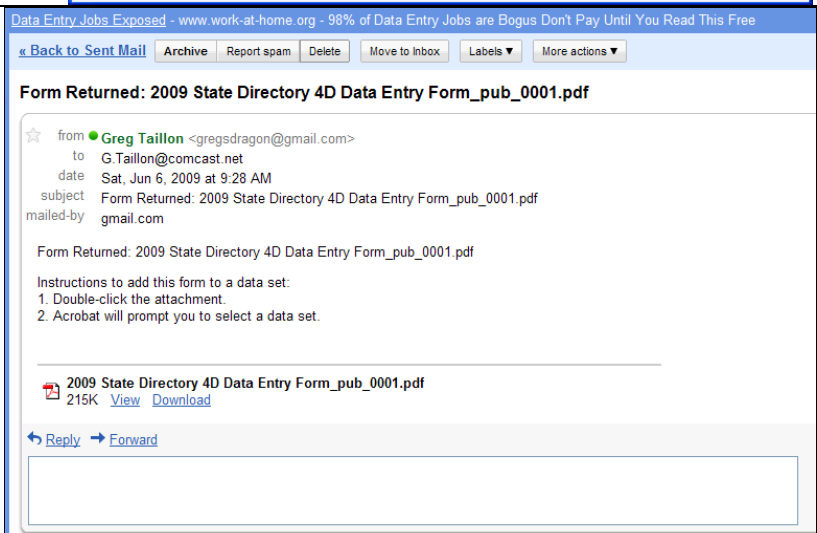 Data Entry Jobs Exposed - www.work-at-home.org - 98% of Data Entry Jobs are Bogus Don't Pay Until You Read This Free
« Back to Sent Mail Archive Report spam Delete Move to Inbox Labels ▼ More actions ▼
Form Returned: 2009 State Directory 4D Data Entry Form_pub_0001.pdf
from Greg Taillon <gregsdragon@gmail.com>
to G.Taillon@comcast.net
date Sat, Jun 6, 2009 at 9:28 AM
subject Form Returned: 2009 State Directory 4D Data Entry Form_pub_0001.pdf
mailed-by gmail.com
Form Returned: 2009 State Directory 4D Data Entry Form_pub_0001.pdf
Instructions to add this form to a data set:
1. Double-click the attachment.
2. Acrobat will prompt you to select a data set.
2009 State Directory 4D Data Entry Form_pub_0001.pdf
215K View Download
Reply Forward